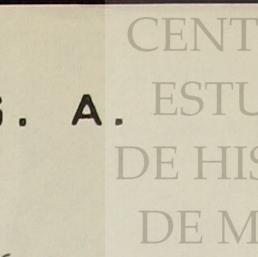 CENT
. A.
ESTU
DE HIS
DE M